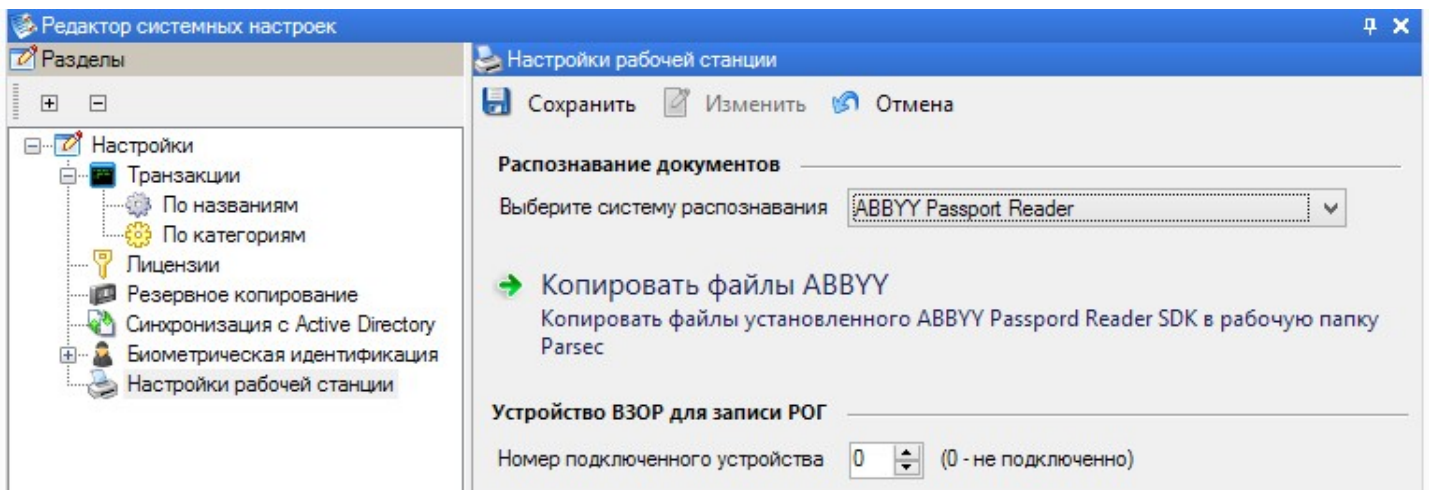 Редактор системных настроек
Разделы
Настройки
Транзакции
По названиям
По категориям
Лицензии
Резервное копирование
Синхронизация с Active Directory
Биометрическая идентификация
Настройки рабочей станции
Настройки рабочей станции
Сохранить Изменить Отмена
Распознавание документов
Выберите систему распознавания ABBYY Passport Reader
Копировать файлы ABBYY
Копировать файлы установленного ABBYY Passpord Reader SDK в рабочую папку
Parsec
Устройство ВЗОР для записи РОГ
Номер подключенного устройства 0 (0 - не подключенно)